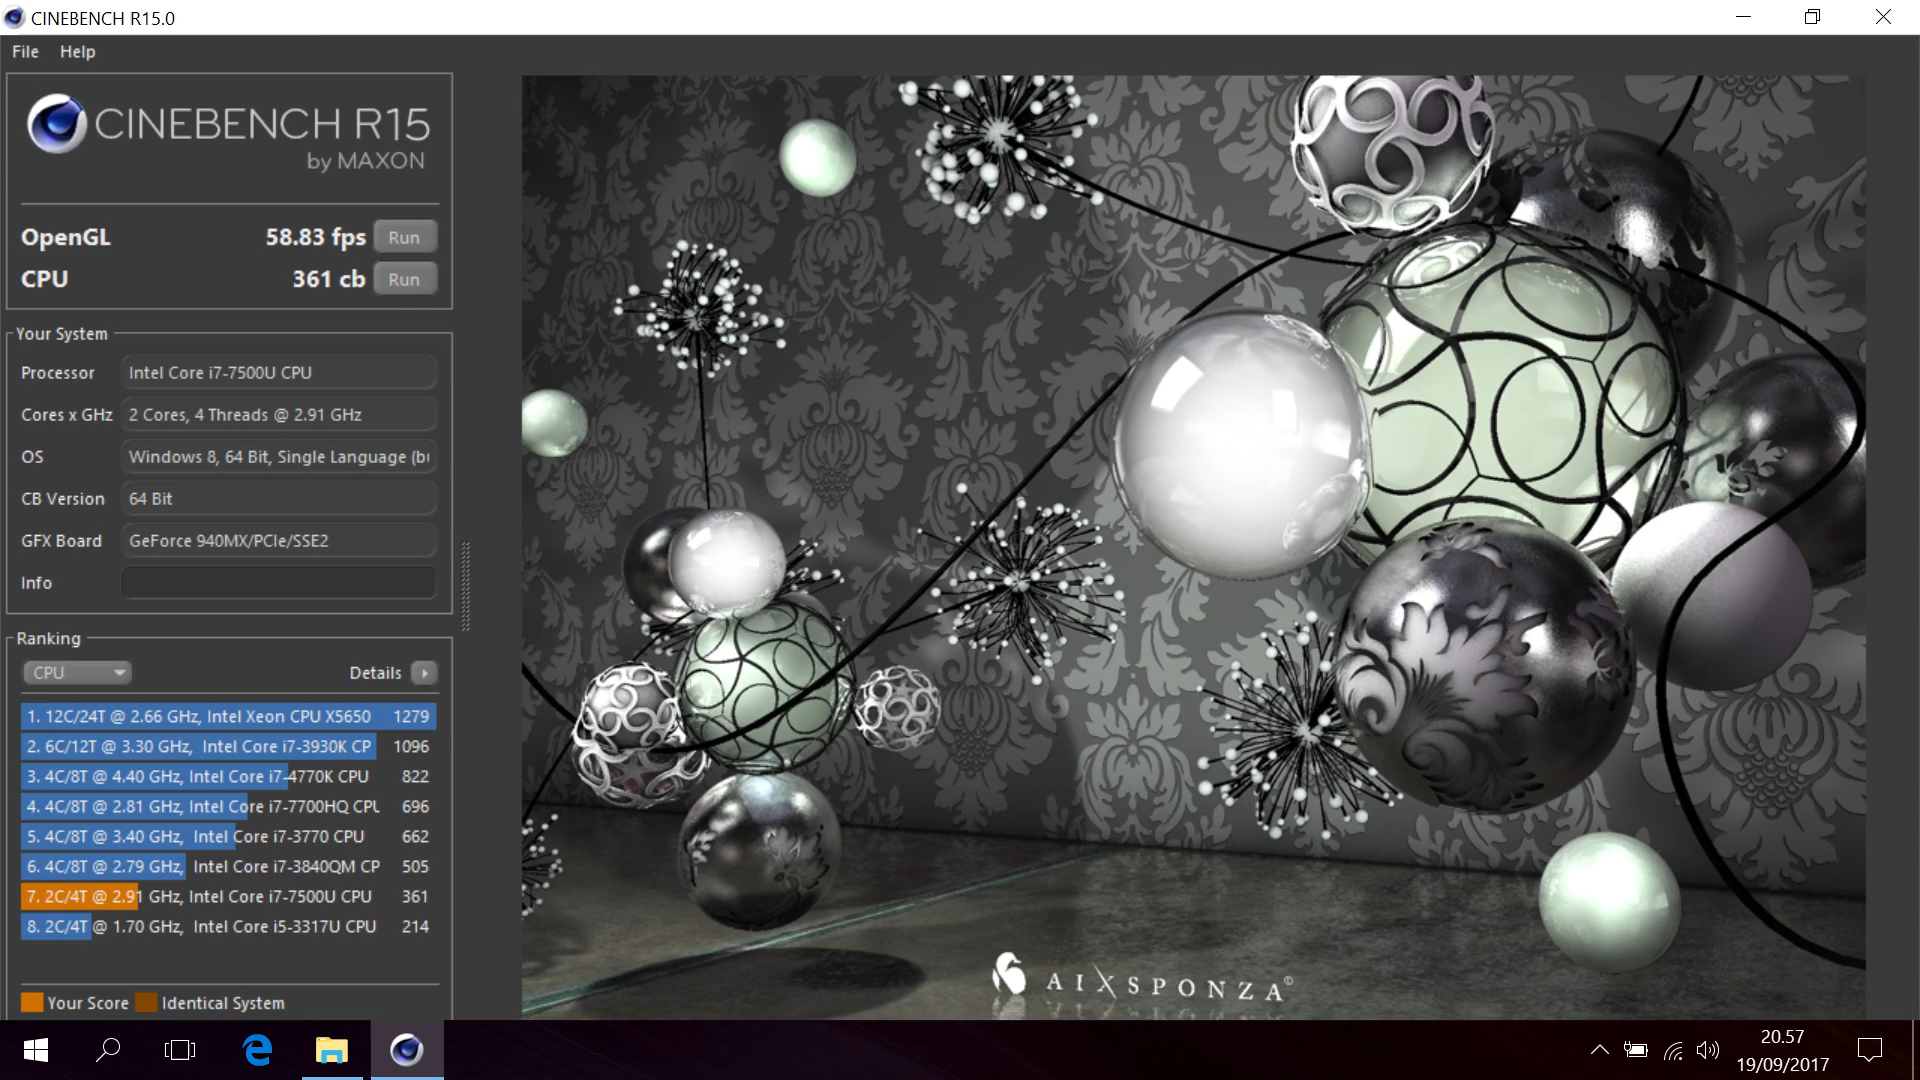 CINEBENCH R15.0
File Help
CINEBENCH R15
by MAXON
OpenGL 58.83 fps Run
CPU 361 cb Run
Your System
Processor Intel Core i7-7500U CPU
Cores x GHz 2 Cores, 4 Threads @ 2.91 GHz
OS Windows 8, 64 Bit, Single Language (bu
CB Version 64 Bit
GFX Board GeForce 940MX/PCIe/SSE2
Info
Ranking
CPU Details
1. 12C/24T @ 2.66 GHz, Intel Xeon CPU X5650 1279
2. 6C/12T @ 3.30 GHz, Intel Core i7-3930K CP 1096
3. 4C/8T @ 4.40 GHz, Intel Core i7-4770K CPU 822
4. 4C/8T @ 2.81 GHz, Intel Core i7-7700HQ CPU 696
5. 4C/8T @ 3.40 GHz, Intel Core i7-3770 CPU 662
6. 4C/8T @ 2.79 GHz, Intel Core i7-3840QM CP 505
7. 2C/4T @ 2.91 GHz, Intel Core i7-7500U CPU 361
8. 2C/4T @ 1.70 GHz, Intel Core i5-3317U CPU 214
Your Score Identical System
AIXSPONZA®
20.57
19/09/2017